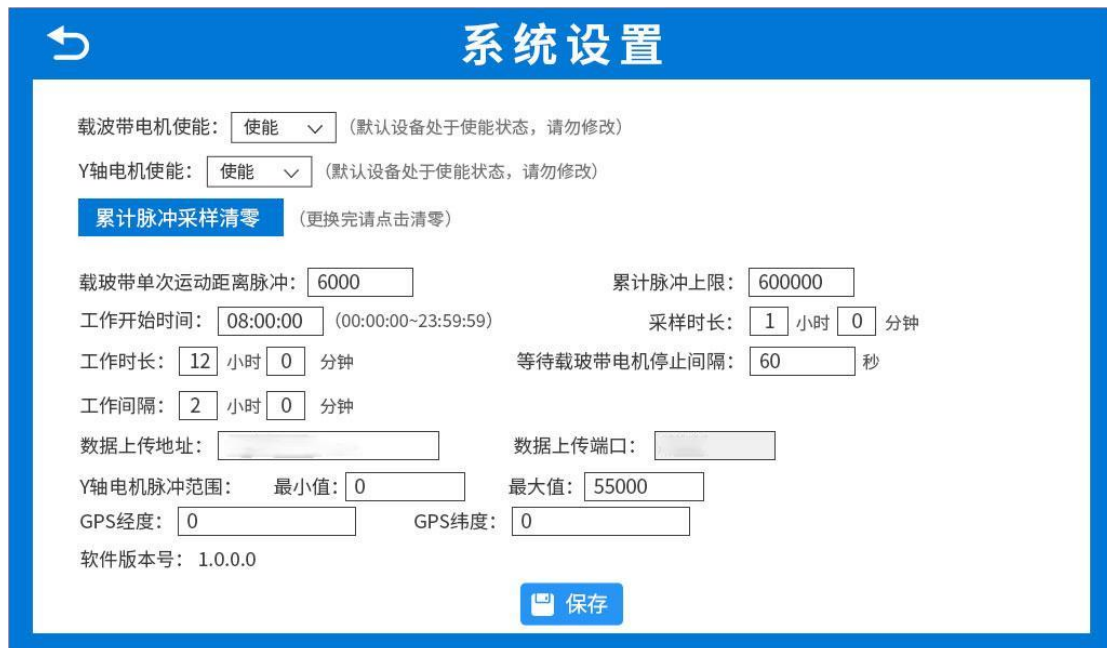 系统设置
载波带电机使能： 使能 （默认设备处于使能状态，请勿修改）
Y轴电机使能： 使能 （默认设备处于使能状态，请勿修改）
累计脉冲采样清零 （更换完请点击清零）
载玻带单次运动距离脉冲： 6000 累计脉冲上限： 600000
工作开始时间： 08:00:00 （00:00:00~23:59:59） 采样时长： 1 小时 0 分钟
工作时长： 12 小时 0 分钟 等待载玻带电机停止间隔： 60 秒
工作间隔： 2 小时 0 分钟
数据上传地址： 数据上传端口：
Y轴电机脉冲范围： 最小值： 0 最大值： 55000
GPS经度： 0 GPS纬度： 0
软件版本号： 1.0.0.0
保存